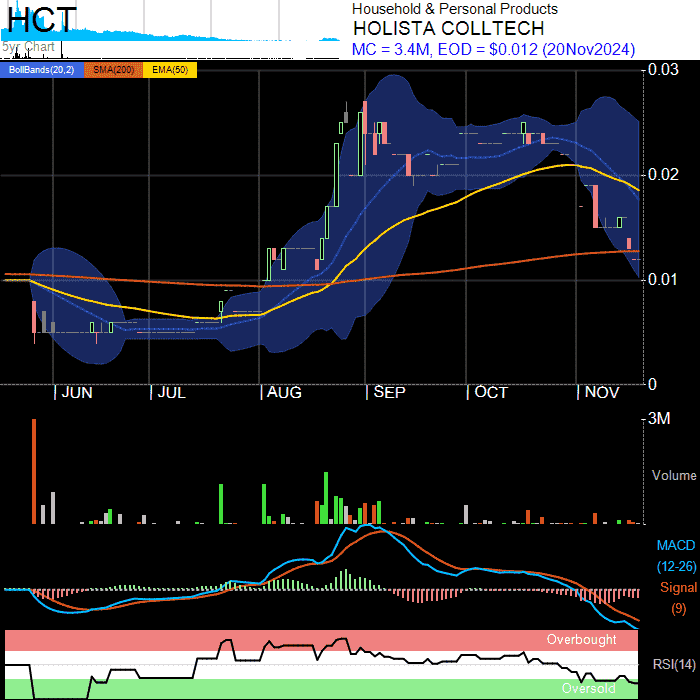 HCT
5yr Chart
Household & Personal Products
HOLISTA COLLTECH
MC = 3.4M, EOD = $0.012 (20Nov2024)
BollBands(20,2) SMA(200) EMA(50)
0.03
0.02
0.01
0
| JUN | JUL | AUG | SEP | OCT | NOV
3M
Volume
MACD
(12-26)
Signal
(9)
Overbought
RSI(14)
Oversold